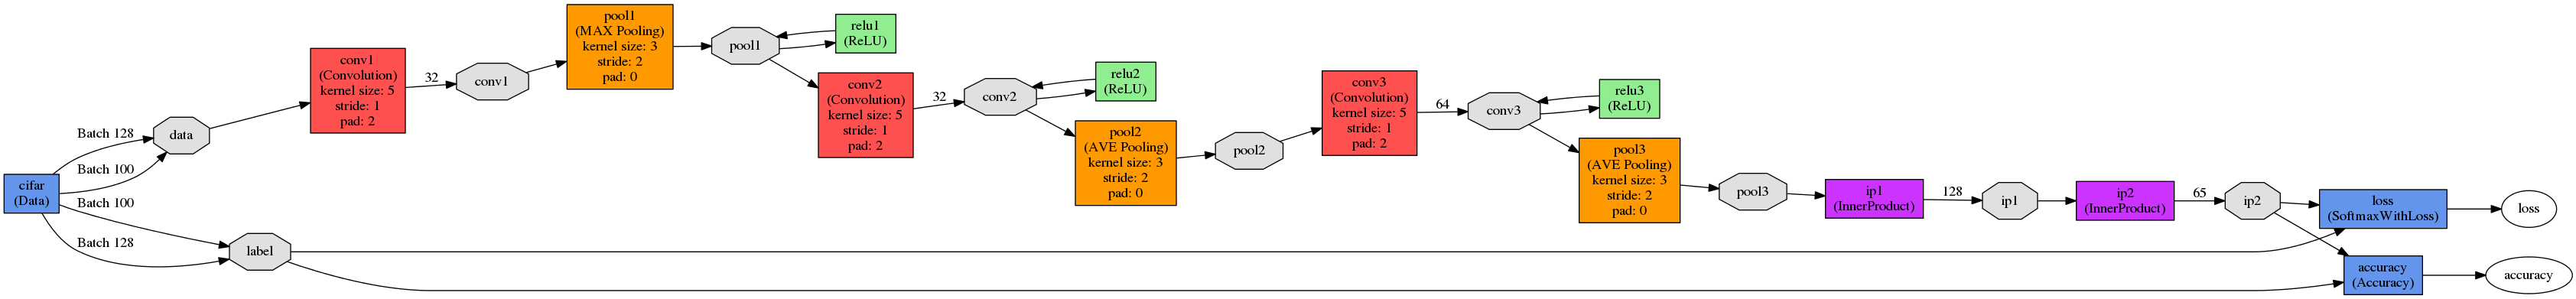 cifar
(Data)
Batch 128
Batch 100
Batch 100
Batch 128
data
label
conv1
(Convolution)
kernel size: 5
stride: 1
pad: 2
32
conv1
pool1
(MAX Pooling)
kernel size: 3
stride: 2
pad: 0
pool1
relu1
(ReLU)
conv2
(Convolution)
kernel size: 5
stride: 1
pad: 2
32
conv2
relu2
(ReLU)
pool2
(AVE Pooling)
kernel size: 3
stride: 2
pad: 0
pool2
conv3
(Convolution)
kernel size: 5
stride: 1
pad: 2
64
conv3
relu3
(ReLU)
pool3
(AVE Pooling)
kernel size: 3
stride: 2
pad: 0
pool3
ip1
(InnerProduct)
128
ip1
ip2
(InnerProduct)
65
ip2
loss
(SoftmaxWithLoss)
loss
accuracy
(Accuracy)
accuracy